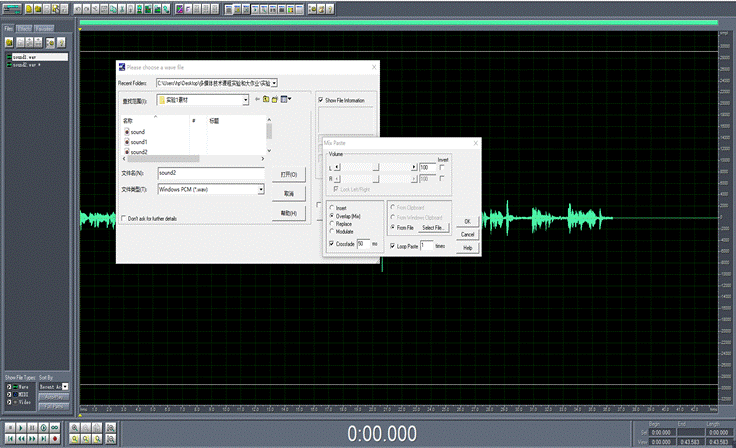 Files
Effects
Favorites
sound1.wav
sound2.wav *
Please choose a wave file
Recent Folders:
C:\Users\hp\Desktop\多媒体技术课程实验和大作业\实验
查找范围(I):
实验1素材
Show File Information
名称
#
标题
sound
sound1
sound2
文件名(N):
sound2
打开(O)
文件类型(T):
Windows PCM (*.wav)
取消
帮助(H)
Don't ask for further details
Mix Paste
Volume
Invert
L
100
R
100
Lock Left/Right
Insert
Overlap (Mix)
Replace
Modulate
Crossfade
50
ms
From Clipboard
From Windows Clipboard
From File
Select File...
Loop Paste
1
times
OK
Cancel
Help
Show File Types:
Sort By:
Wave
Recent Ac
MIDI
Video
Auto-Play
Full Paths
0:00.000
Begin
End
Length
Sel
0:00.000
0:00.000
View
0:00.000
0:43.583
0:43.583